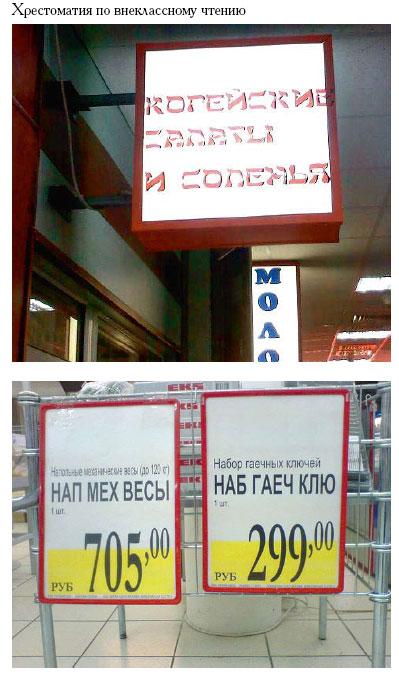 Хрестоматия по внеклассному чтению
КОРЕЙСКИЕ
САЛАТЫ
И СОЛЕНЬЯ
МОЛО
EKS
Напольные механические весы (до 120 кг)
НАП МЕХ ВЕСЫ
1 шт.
РУБ 705,00
Набор гаечных ключей
НАБ ГАЕЧ КЛЮ
1 шт.
РУБ 299,00